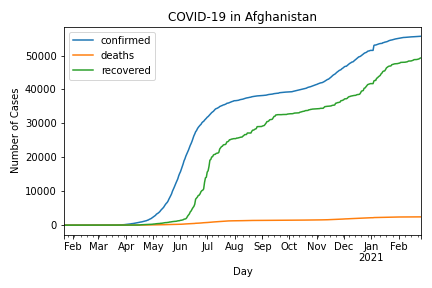 COVID-19 in Afghanistan
confirmed
deaths
recovered
Number of Cases
50000
40000
30000
20000
10000
0
Feb Mar Apr May Jun Jul Aug Sep Oct Nov Dec Jan Feb
2021
Day